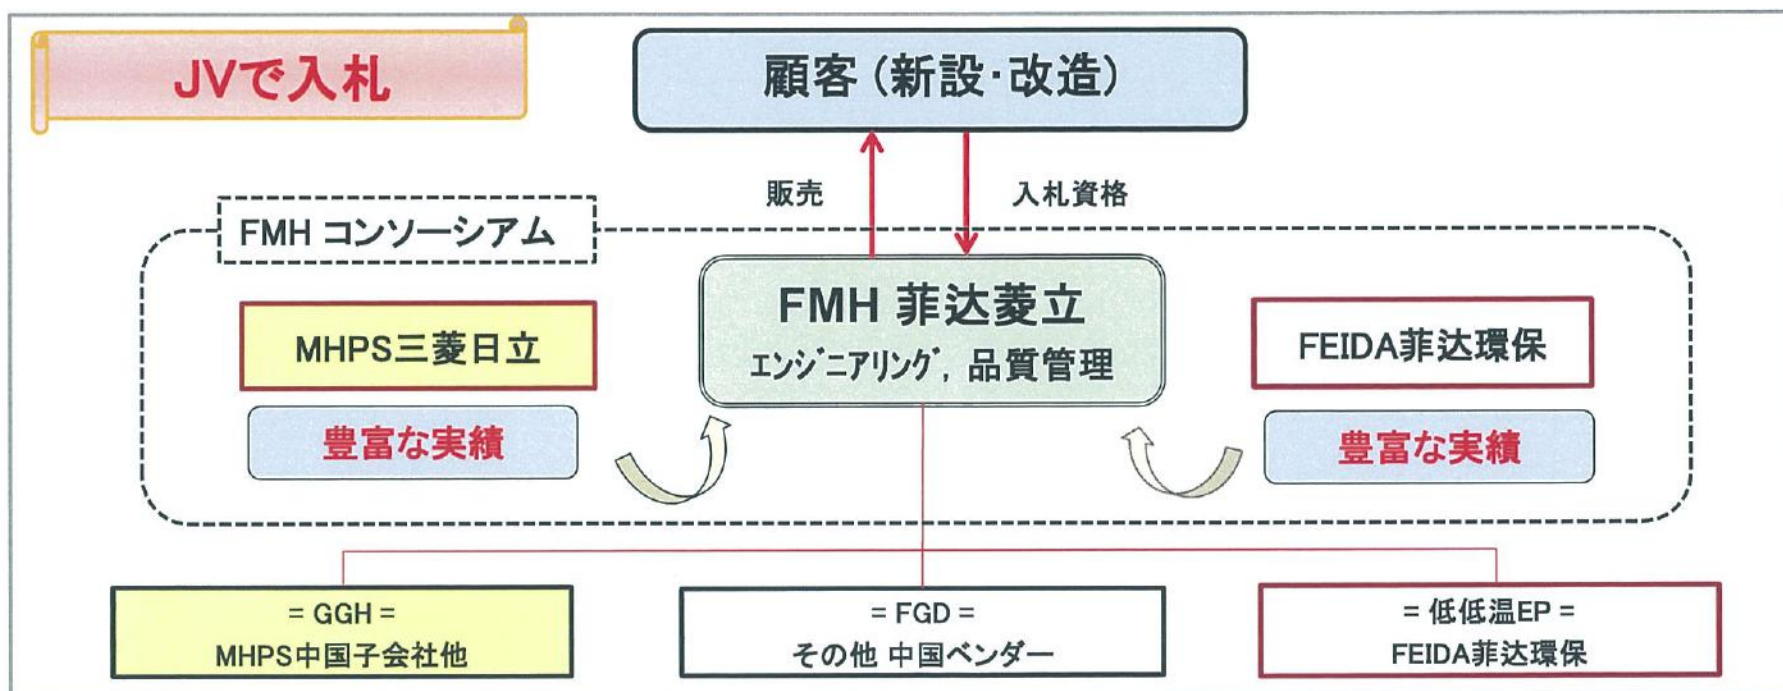 JVで入札
顧客 (新設・改造)
販売
入札資格
FMH コンソーシアム
FMH 菲达菱立
エンジニアリング, 品質管理
MHPS三菱日立
豊富な実績
FEIDA菲达環保
豊富な実績
= GGH =
MHPS中国子会社他
= FGD =
その他 中国ベンダー
= 低低温EP =
FEIDA菲达環保